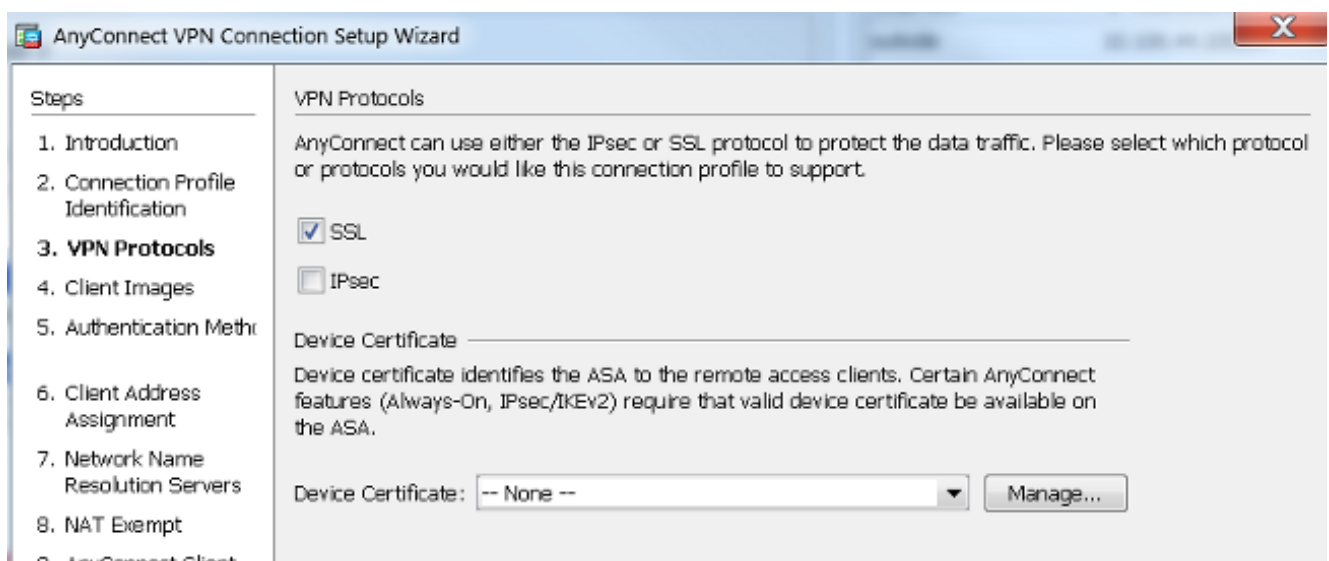 AnyConnect VPN Connection Setup Wizard
Steps
1. Introduction
2. Connection Profile
Identification
3. VPN Protocols
4. Client Images
5. Authentication Meth
6. Client Address
Assignment
7. Network Name
Resolution Servers
8. NAT Exempt
AnyConnect Client
VPN Protocols
AnyConnect can use either the IPsec or SSL protocol to protect the data traffic. Please select which protocol
or protocols you would like this connection profile to support.
SSL
IPsec
Device Certificate
Device certificate identifies the ASA to the remote access clients. Certain AnyConnect
features (Always-On, IPsec/IKEv2) require that valid device certificate be available on
the ASA.
Device Certificate: -- None --
Manage...